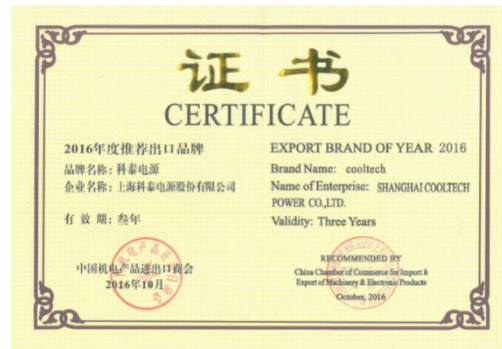 证书
CERTIFICATE
2016年度推荐出口品牌
品牌名称：科泰电源
企业名称：上海科泰电源股份有限公司
有 效 期：叁年
中国机电产品进出口商会
2016年10月
EXPORT BRAND OF YEAR 2016
Brand Name: cooltech
Name of Enterprise: SHANGHAI COOLTECH
POWER CO.,LTD.
Validity: Three Years
RECOMMENDED BY
China Chamber of Commerce for Import &
Export of Machinery & Electronic Products
October, 2016